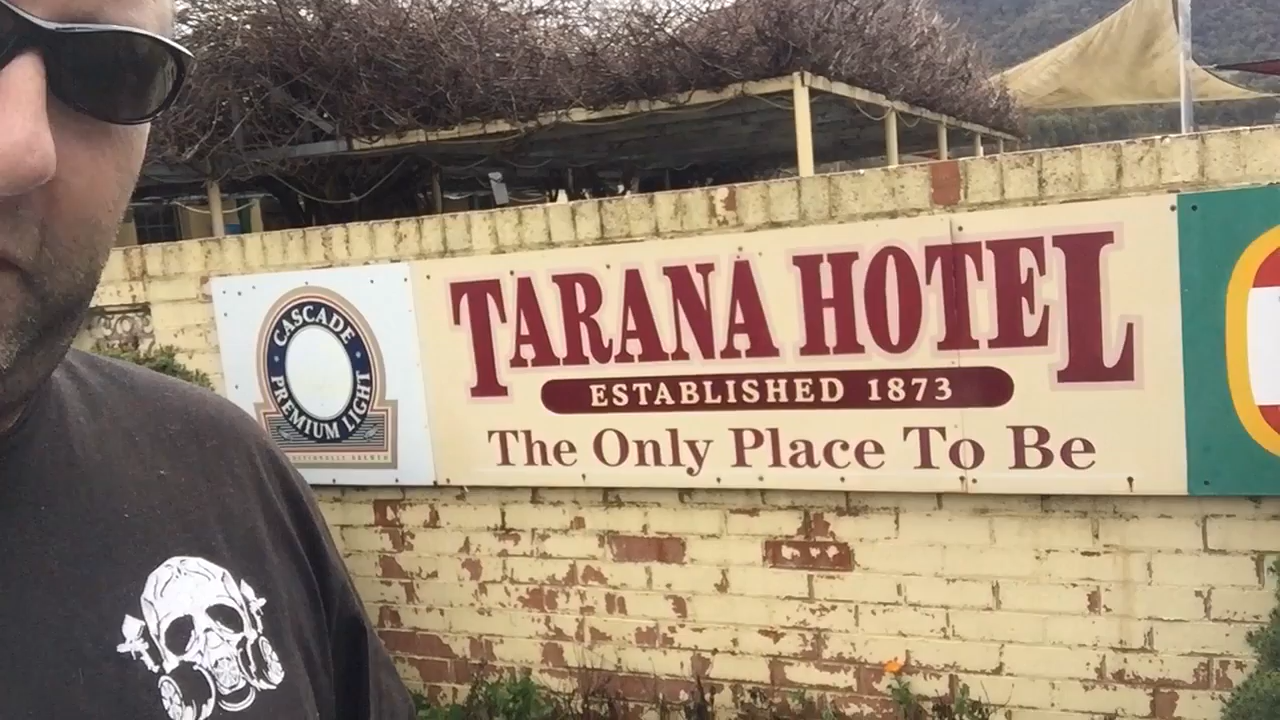 CASCADE
PREMIUM LIGHT
TARANA HOTEL
ESTABLISHED 1873
The Only Place To Be